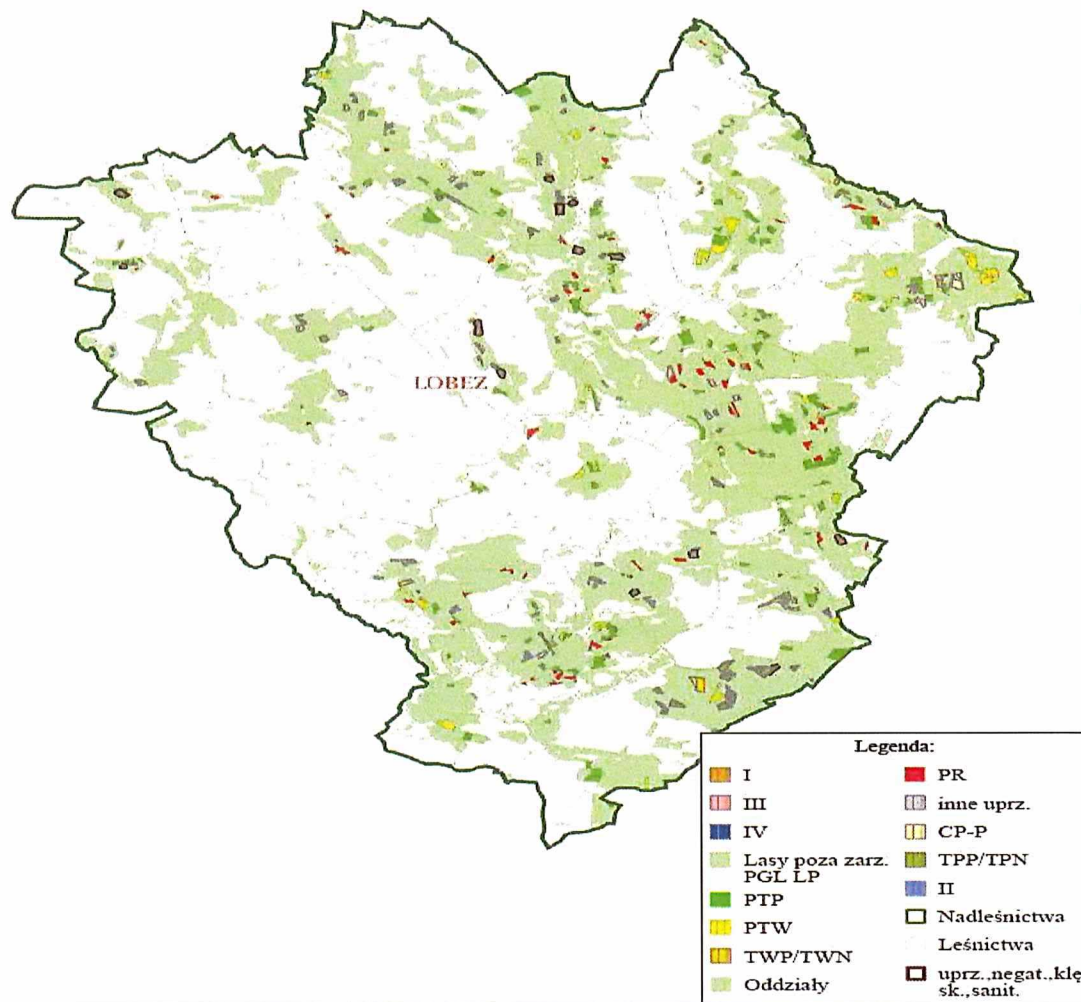 LOBEZ
Legenda:
I
III
IV
Lasy poza zarz.
PGL LP
PTP
PTW
TWP/TWN
Oddziały
PR
inne uprz.
CP-P
TPP/TPN
II
Nadleśnictwa
Leśnictwa
uprz.,negat.,klę
sk.,sanit.